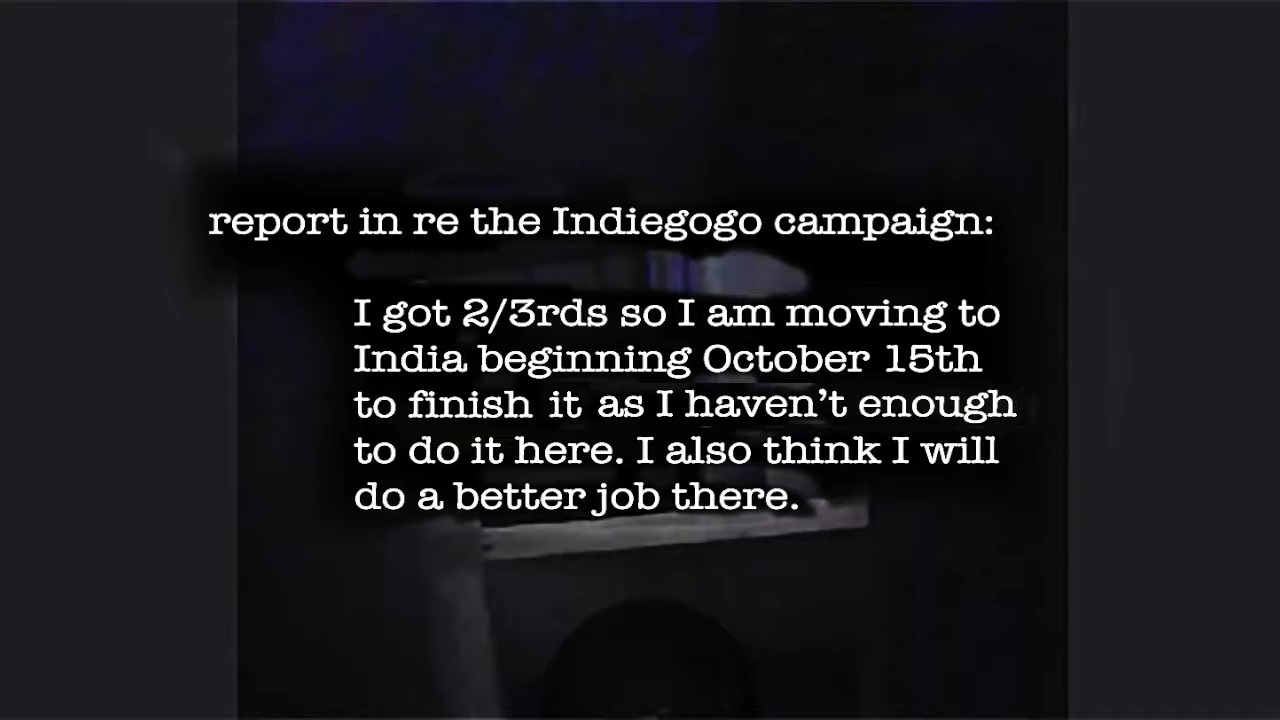 report in re the Indiegogo campaign:
I got 2/3rds so I am moving to
India beginning October 15th
to finish it as I haven’t enough
to do it here. I also think I will
do a better job there.